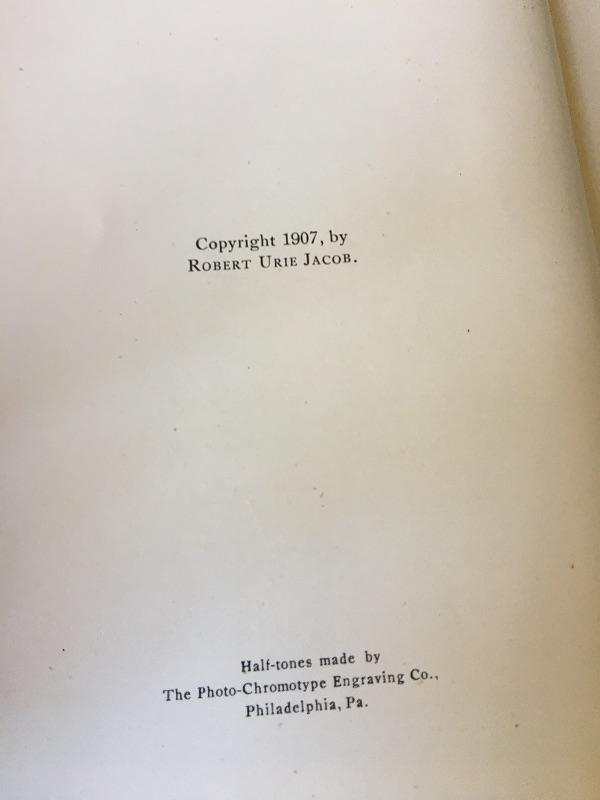 Copyright 1907, by
ROBERT URIE JACOB.
Half-tones made by
The Photo-Chromotype Engraving Co.,
Philadelphia, Pa.